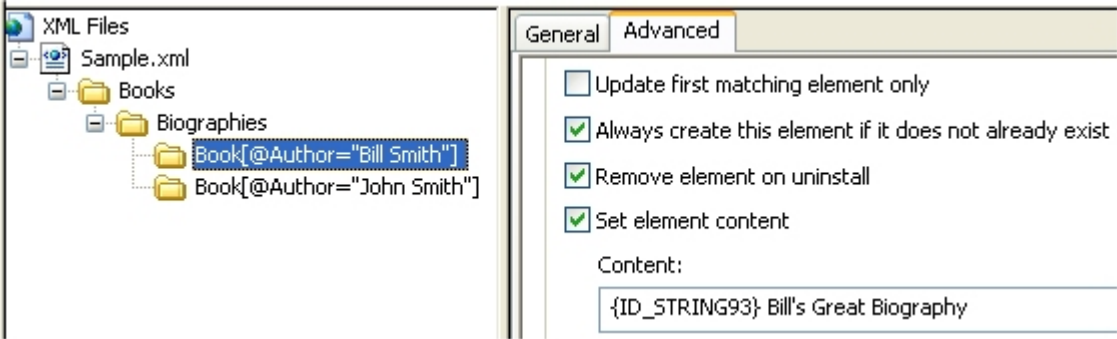 XML Files
Sample.xml
Books
Biographies
Book[@Author="Bill Smith"]
Book[@Author="John Smith"]
General
Advanced
Update first matching element only
Always create this element if it does not already exist
Remove element on uninstall
Set element content
Content:
{ID_STRING93} Bill's Great Biography